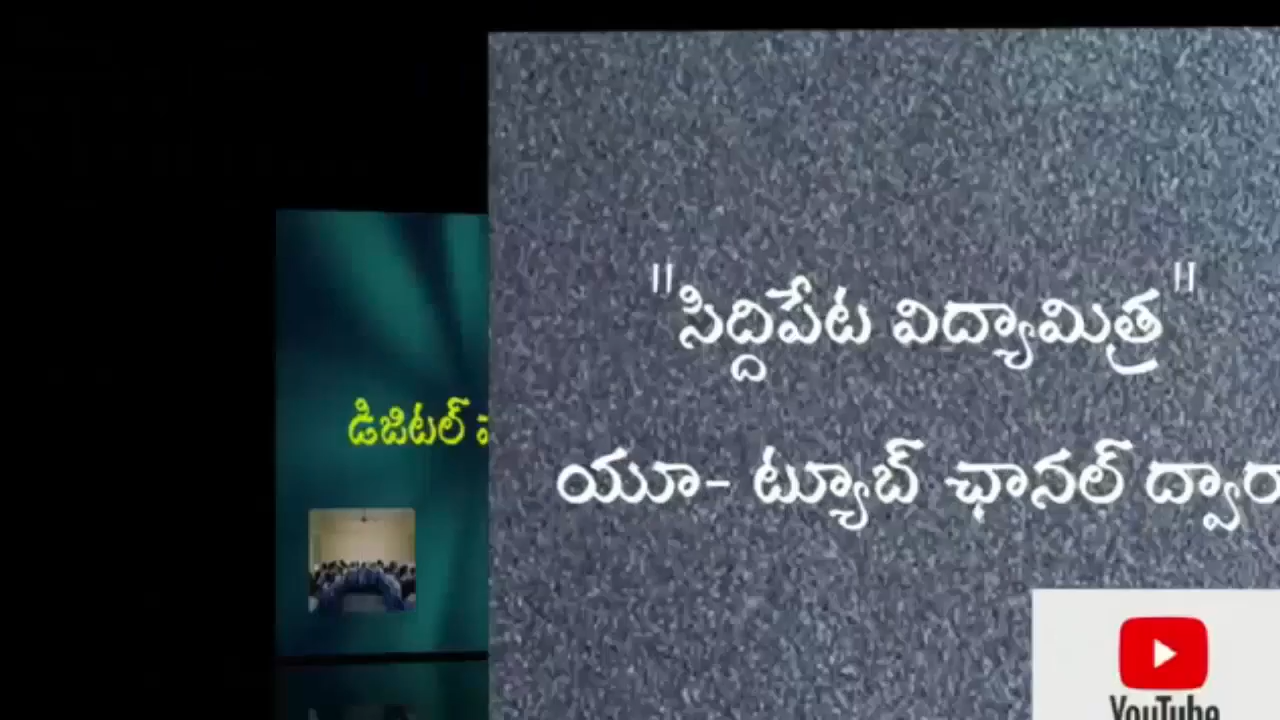 "సిద్దిపేట విద్యామిత్ర"
యూ- ట్యూబ్ ఛానల్ ద్వారా
డిజిటల్
YouTube